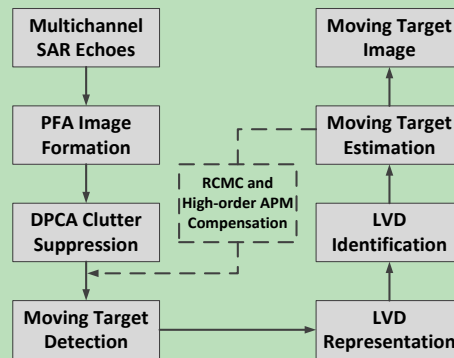 Multichannel
SAR Echoes
PFA Image
Formation
DPCA Clutter
Suppression
Moving Target
Detection
RCMC and
High-order APM
Compensation
LVD
Representation
LVD
Identification
Moving Target
Estimation
Moving Target
Image